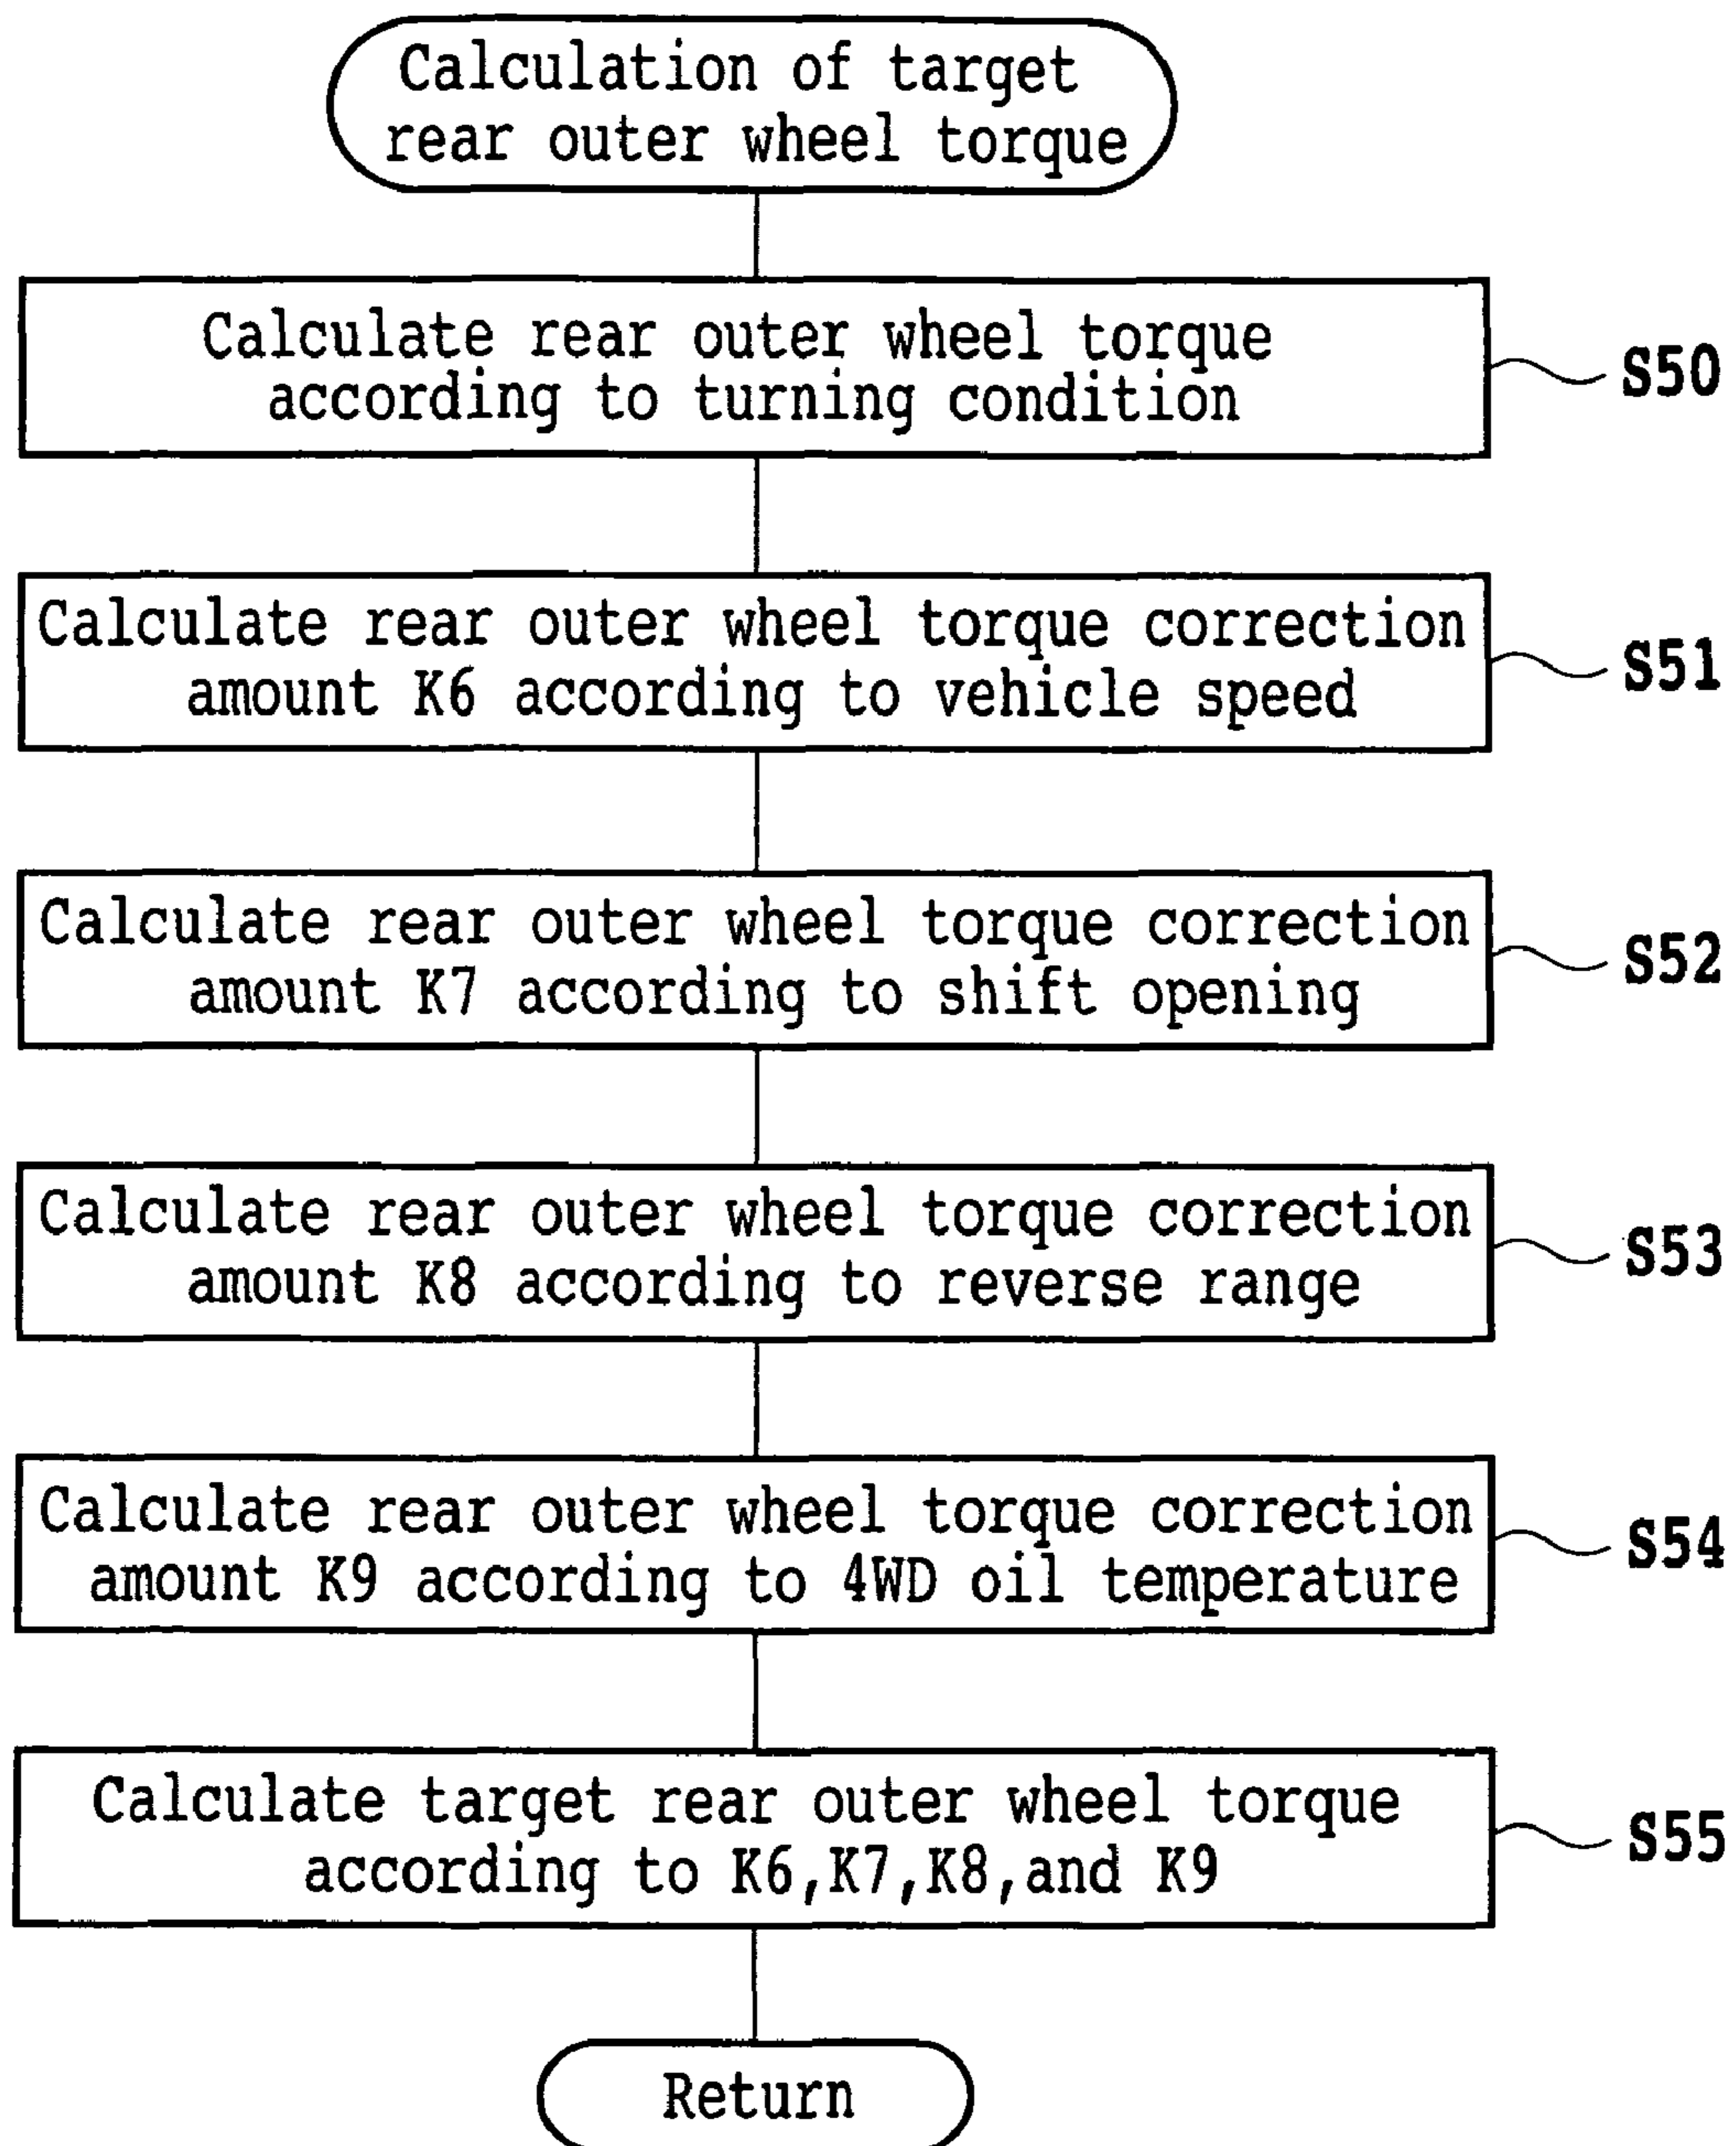 Calculation of target
rear outer wheel torque
Calculate rear outer wheel torque
according to turning condition
S50
Calculate rear outer wheel torque correction
amount K6 according to vehicle speed
S51
Calculate rear outer wheel torque correction
amount K7 according to shift opening
S52
Calculate rear outer wheel torque correction
amount K8 according to reverse range
S53
Calculate rear outer wheel torque correction
amount K9 according to 4WD oil temperature
S54
Calculate target rear outer wheel torque
according to K6,K7,K8,and K9
S55
Return